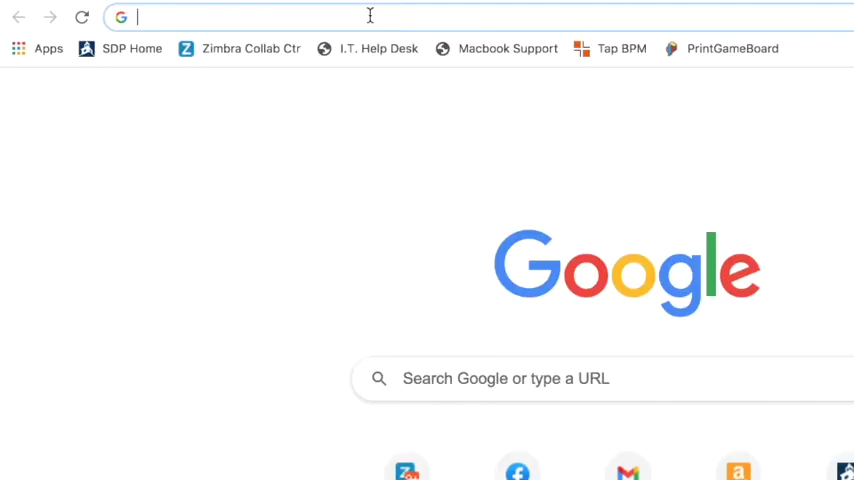 Apps SDP Home Zimbra Collab Ctr I.T. Help Desk Macbook Support Tap BPM PrintGameBoard
Google
Search Google or type a URL